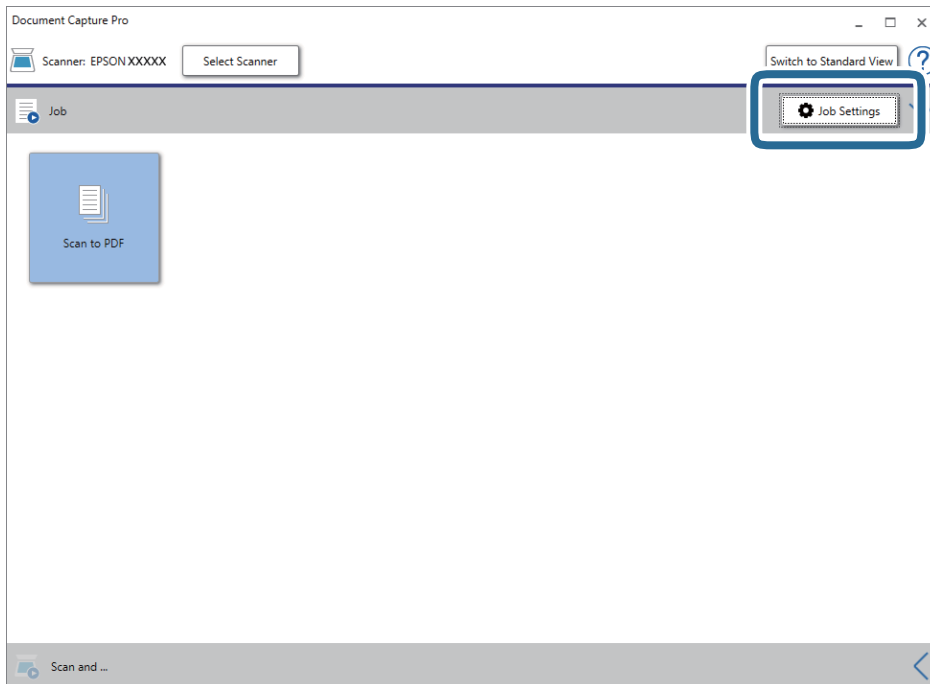 Document Capture Pro
Scanner: EPSON XXXXX
Select Scanner
Switch to Standard View
?
Job
Job Settings
Scan to PDF
Scan and ...